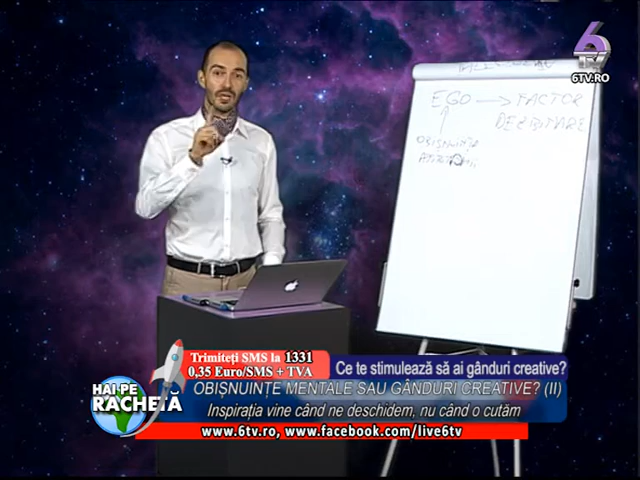 6
TV
6TV.RO
EGO → FACTOR
DEZBINARE
OBIȘNUINȚE
Trimiteți SMS la 1331
0,35 Euro/SMS + TVA
Ce te stimulează să ai gânduri creative?
HAI PE
RACHETĂ
OBIȘNUINȚE MENTALE SAU GÂNDURI CREATIVE? (II)
Inspirația vine când ne deschidem, nu când o cutăm
www.6tv.ro, www.facebook.com/live6tv